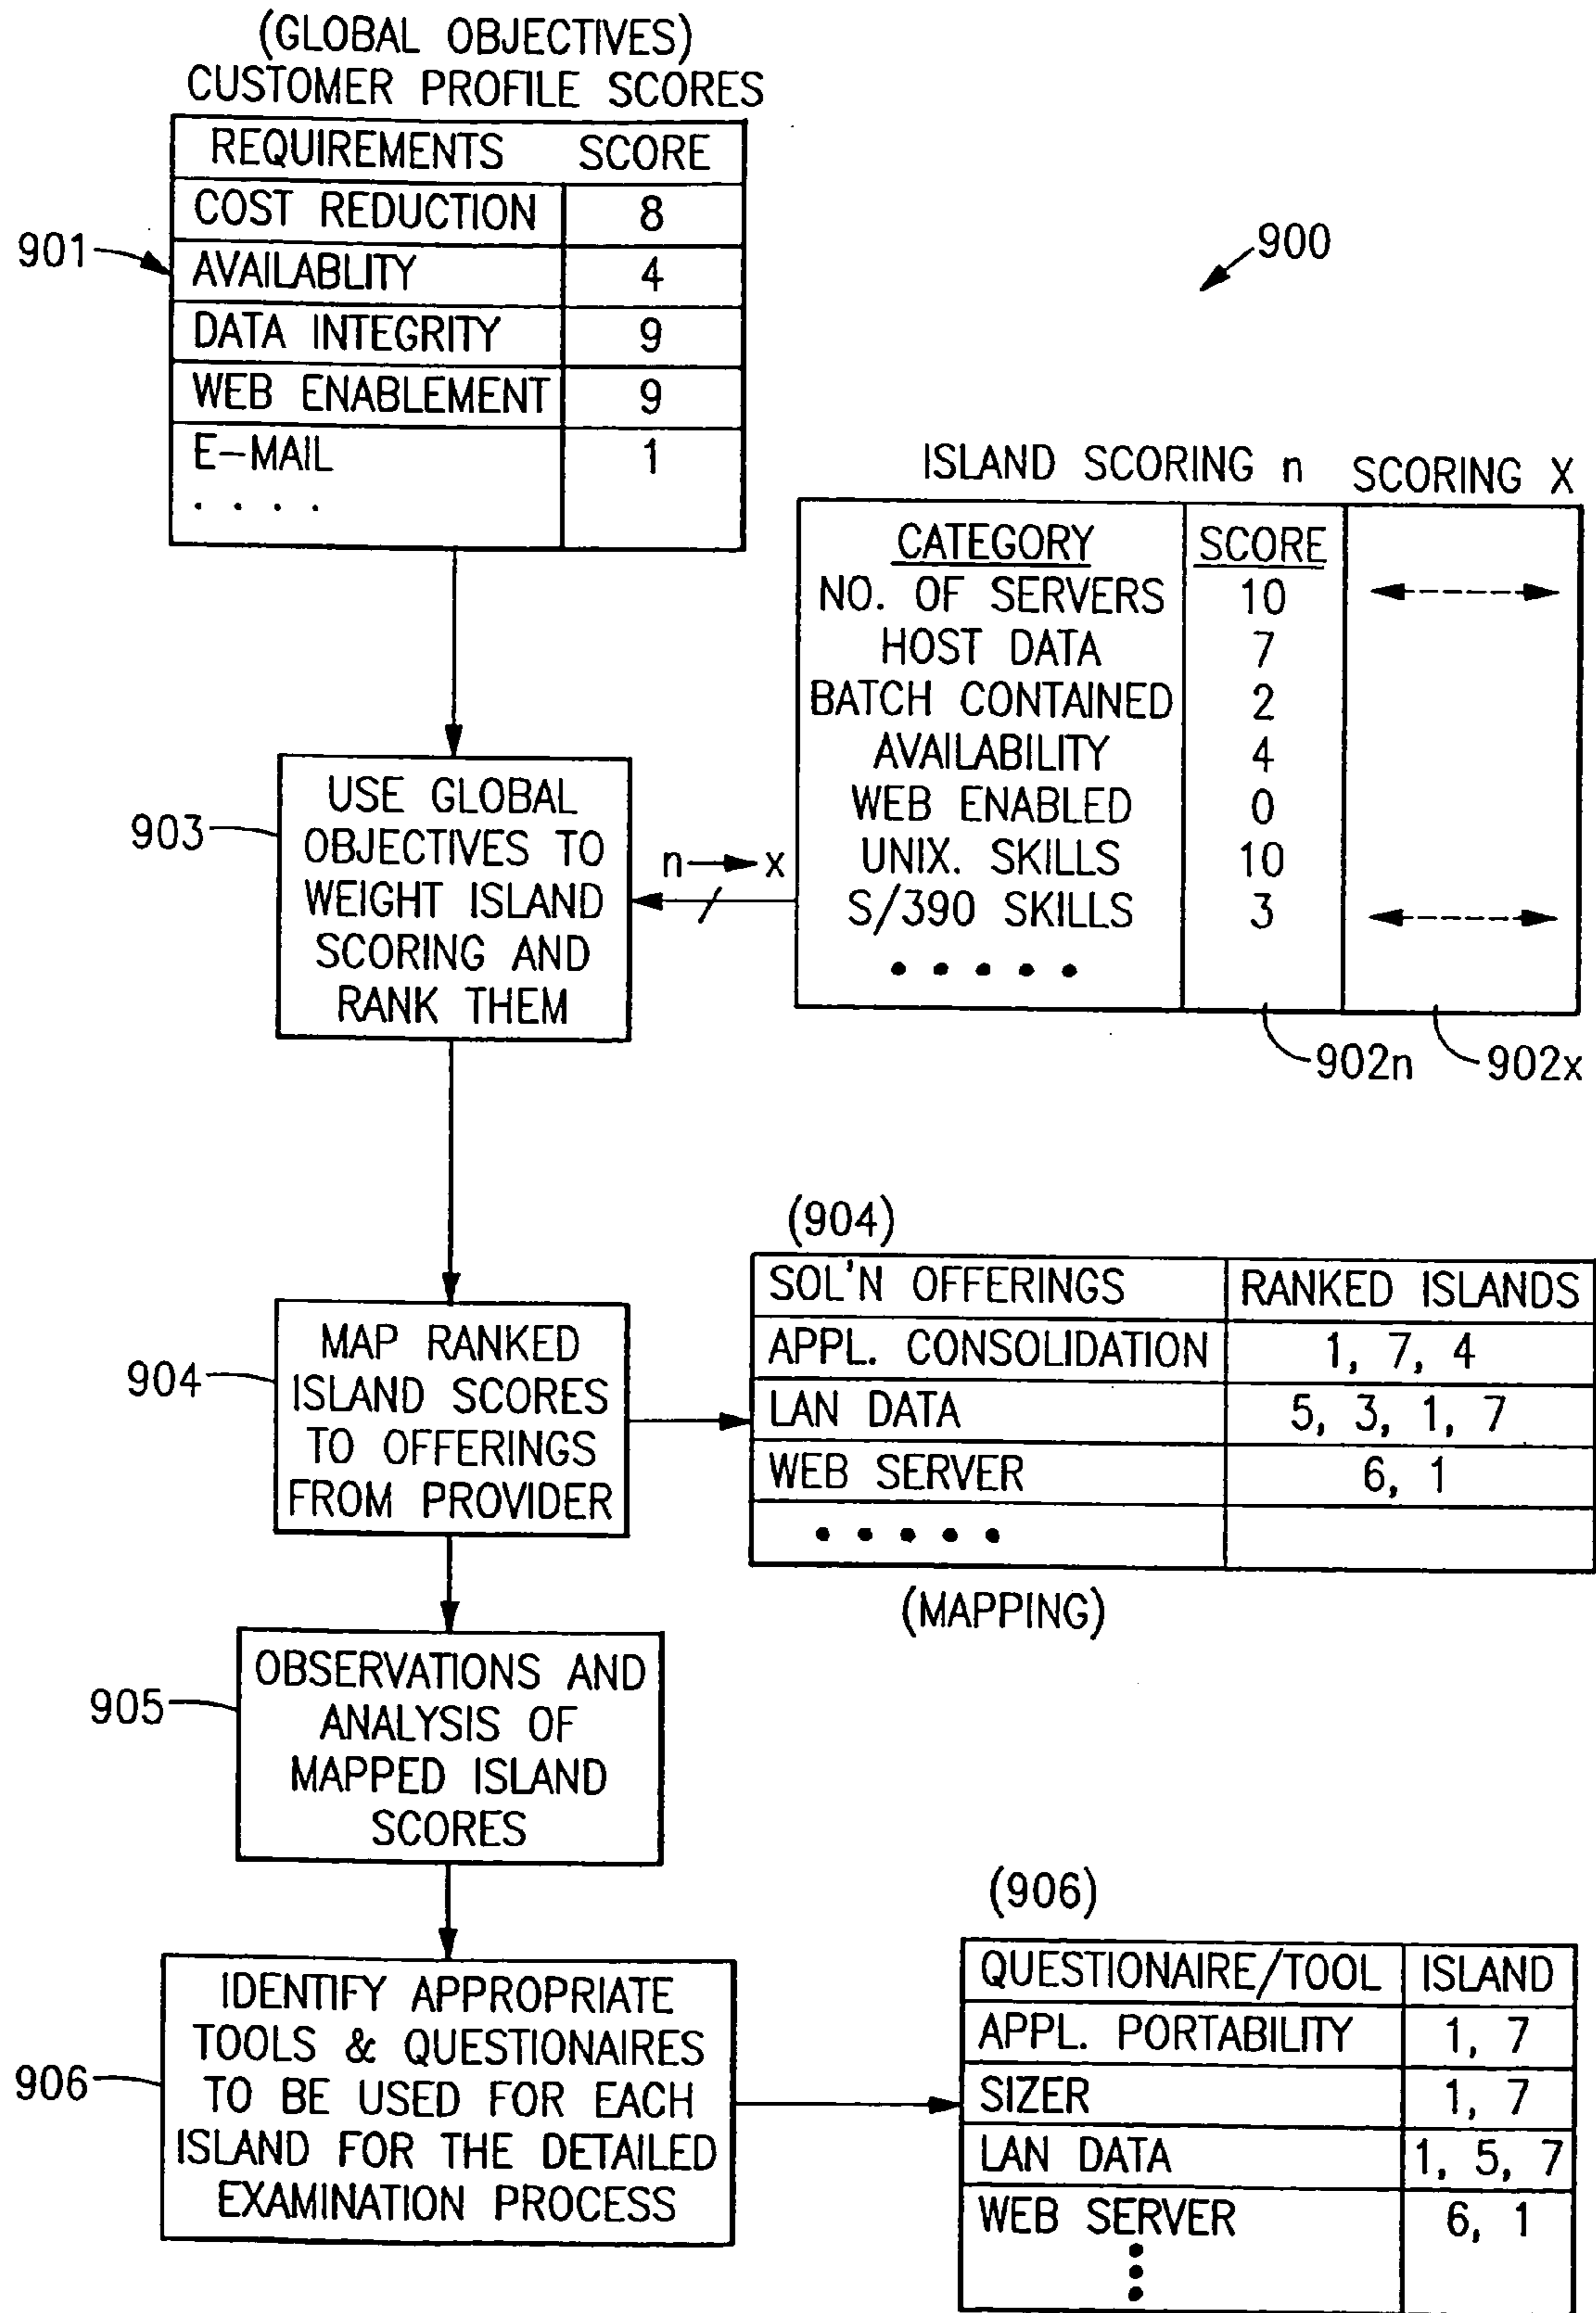 (GLOBAL OBJECTIVES)
CUSTOMER PROFILE SCORES
REQUIREMENTS SCORE
COST REDUCTION 8
901
AVAILABLITY 4
DATA INTEGRITY 9
WEB ENABLEMENT 9
E-MAIL 1
. . . .
900
ISLAND SCORING n SCORING X
CATEGORY SCORE
NO. OF SERVERS 10
HOST DATA 7
BATCH CONTAINED 2
AVAILABILITY 4
WEB ENABLED 0
UNIX. SKILLS 10
S/390 SKILLS 3
• • • • •
902n 902x
903
USE GLOBAL
OBJECTIVES TO
WEIGHT ISLAND
SCORING AND
RANK THEM
n→x
904
MAP RANKED
ISLAND SCORES
TO OFFERINGS
FROM PROVIDER
(904)
SOL'N OFFERINGS RANKED ISLANDS
APPL. CONSOLIDATION 1, 7, 4
LAN DATA 5, 3, 1, 7
WEB SERVER 6, 1
• • • • •
(MAPPING)
905
OBSERVATIONS AND
ANALYSIS OF
MAPPED ISLAND
SCORES
906
IDENTIFY APPROPRIATE
TOOLS & QUESTIONAIRES
TO BE USED FOR EACH
ISLAND FOR THE DETAILED
EXAMINATION PROCESS
(906)
QUESTIONAIRE/TOOL ISLAND
APPL. PORTABILITY 1, 7
SIZER 1, 7
LAN DATA 1, 5, 7
WEB SERVER 6, 1